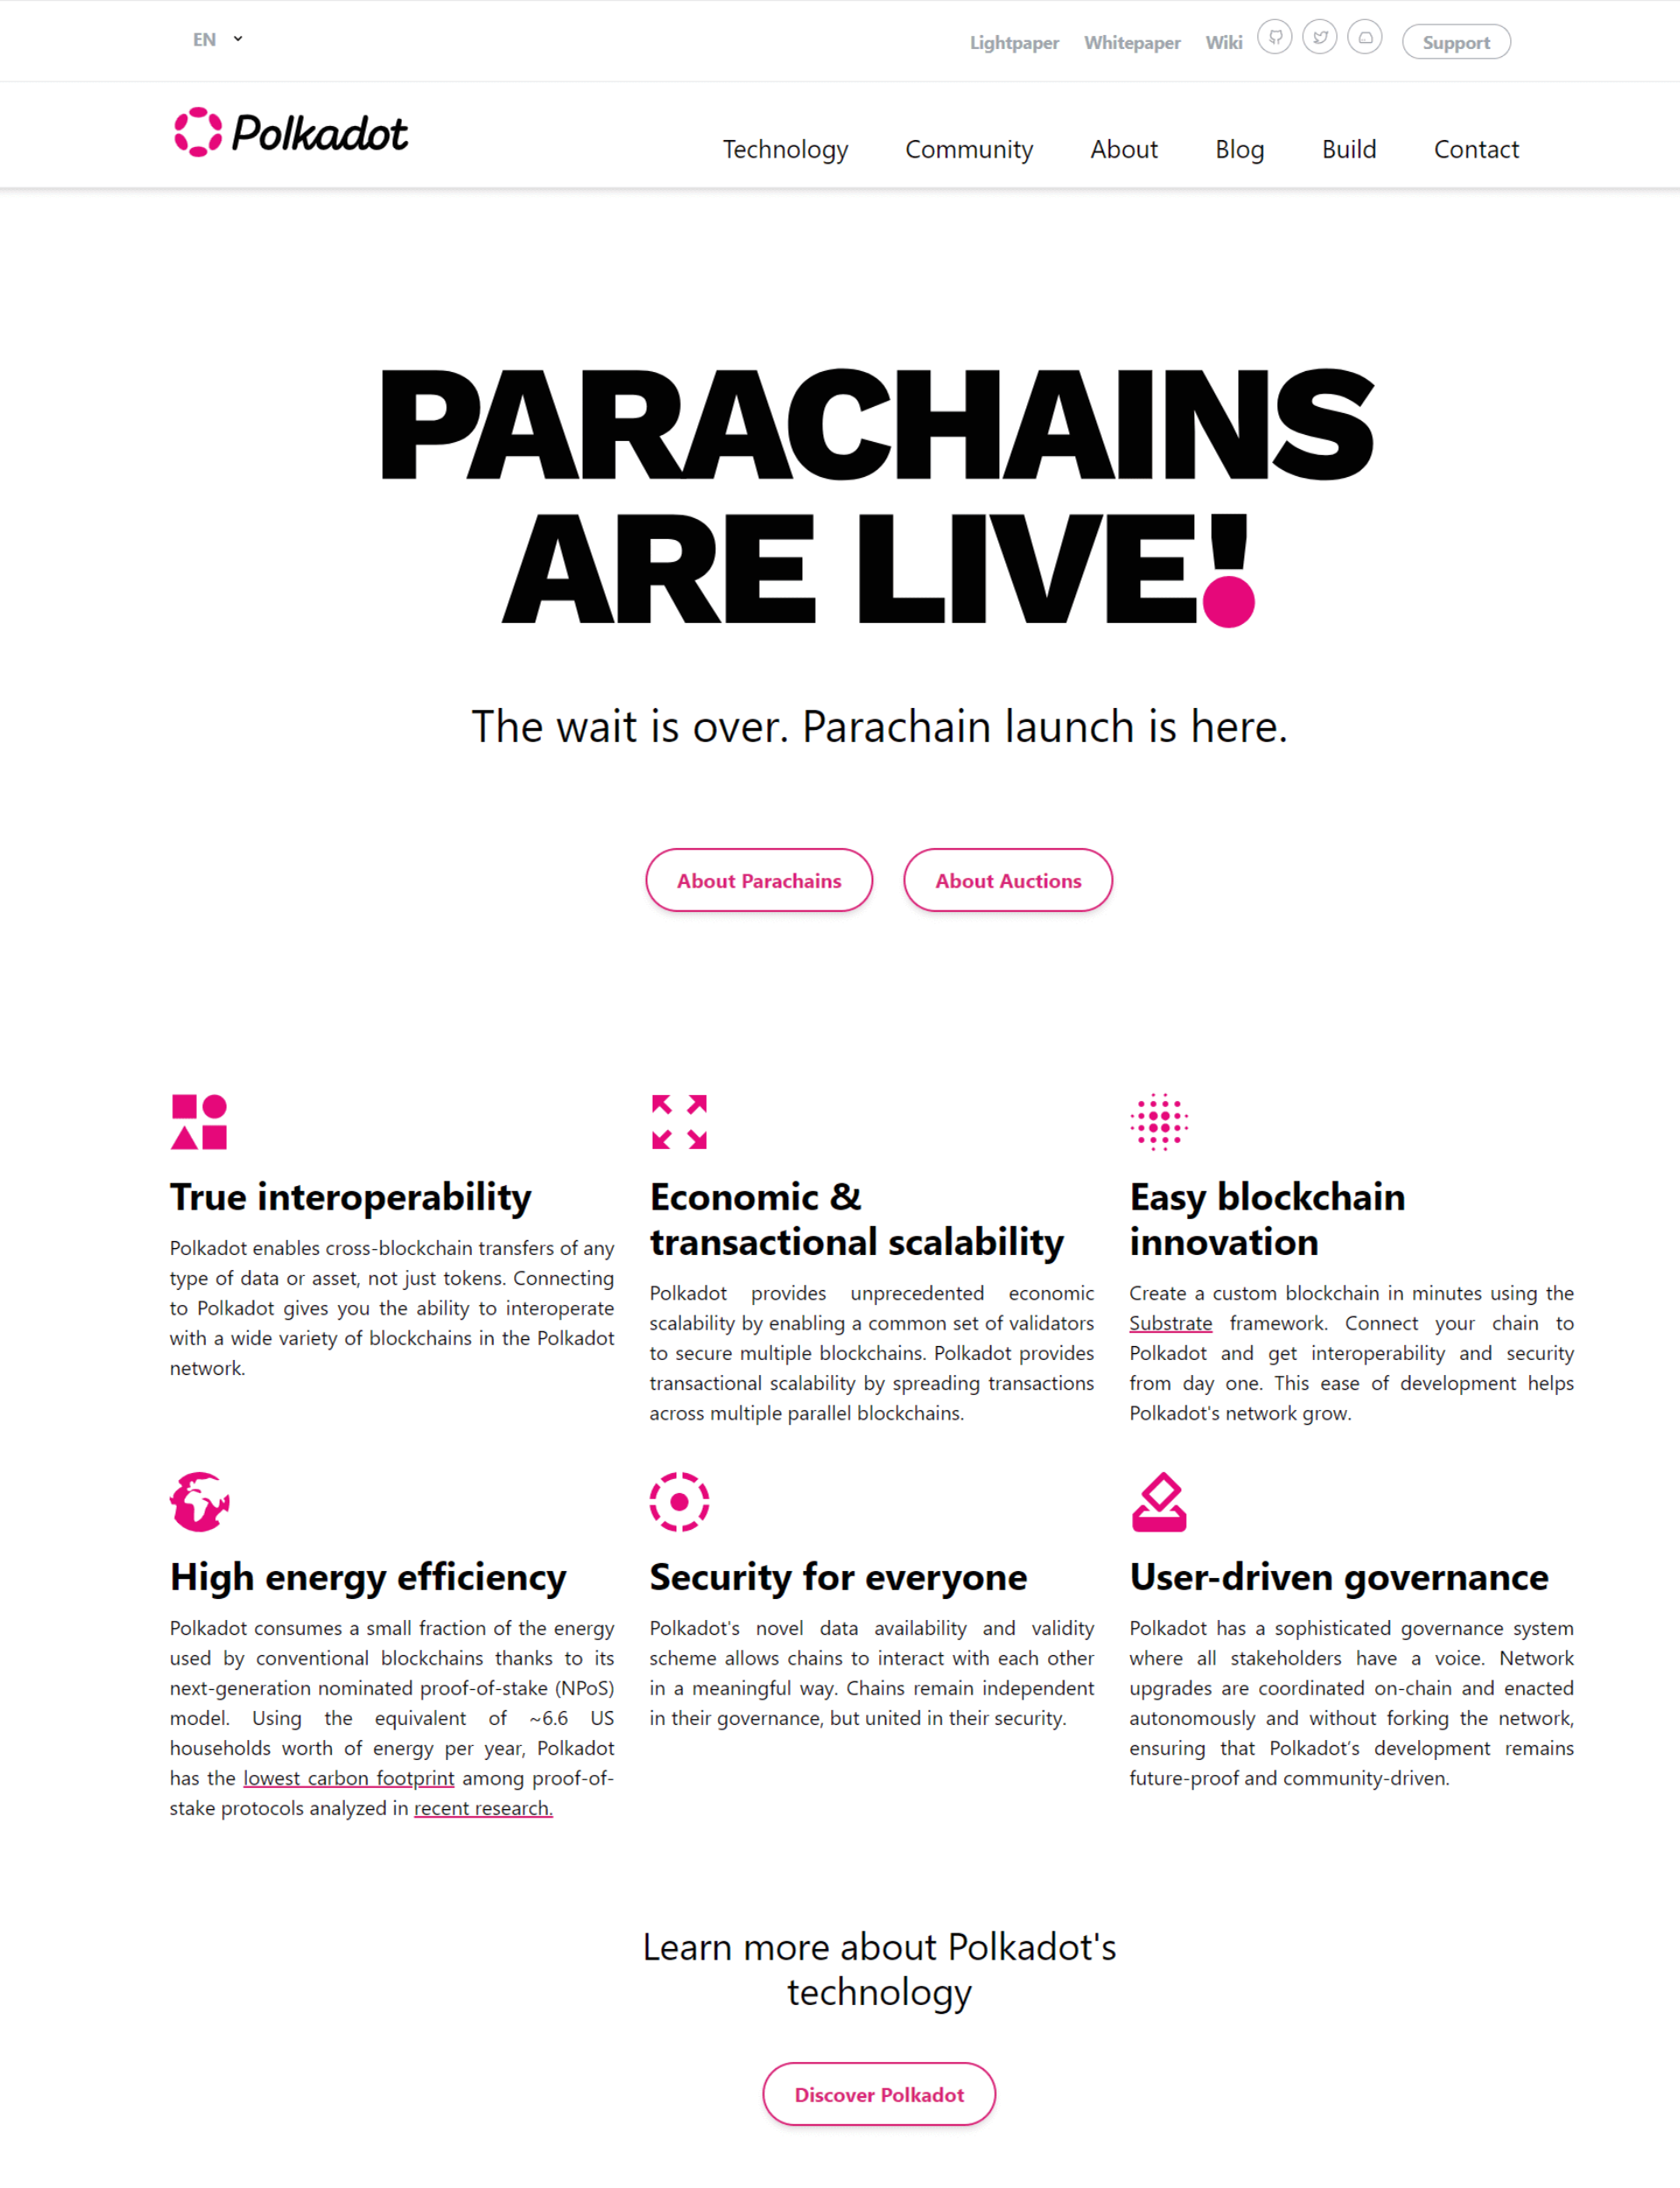 EN
Lightpaper Whitepaper Wiki Support
Polkadot
Technology Community About Blog Build Contact
PARACHAINS
ARE LIVE!
The wait is over. Parachain launch is here.
About Parachains About Auctions
True interoperability
Polkadot enables cross-blockchain transfers of any
type of data or asset, not just tokens. Connecting
to Polkadot gives you the ability to interoperate
with a wide variety of blockchains in the Polkadot
network.
Economic &
transactional scalability
Polkadot provides unprecedented economic
scalability by enabling a common set of validators
to secure multiple blockchains. Polkadot provides
transactional scalability by spreading transactions
across multiple parallel blockchains.
Easy blockchain
innovation
Create a custom blockchain in minutes using the
Substrate framework. Connect your chain to
Polkadot and get interoperability and security
from day one. This ease of development helps
Polkadot's network grow.
High energy efficiency
Polkadot consumes a small fraction of the energy
used by conventional blockchains thanks to its
next-generation nominated proof-of-stake (NPoS)
model. Using the equivalent of ~6.6 US
households worth of energy per year, Polkadot
has the lowest carbon footprint among proof-of-
stake protocols analyzed in recent research.
Security for everyone
Polkadot's novel data availability and validity
scheme allows chains to interact with each other
in a meaningful way. Chains remain independent
in their governance, but united in their security.
User-driven governance
Polkadot has a sophisticated governance system
where all stakeholders have a voice. Network
upgrades are coordinated on-chain and enacted
autonomously and without forking the network,
ensuring that Polkadot‘s development remains
future-proof and community-driven.
Learn more about Polkadot's
technology
Discover Polkadot